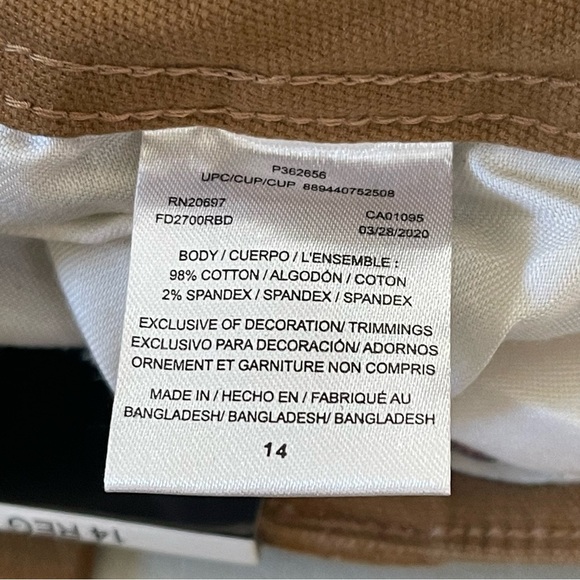 P362656
UPC/CUP/CUP 689440752508
RN20697 CA01095
FD2700RBD 03/28/2020
BODY / CUERPO / L'ENSEMBLE :
98% COTTON / ALGODÓN / COTON
2% SPANDEX / SPANDEX / SPANDEX
EXCLUSIVE OF DECORATION/ TRIMMINGS
EXCLUSIVO PARA DECORACIÓN/ ADORNOS
ORNEMENT ET GARNITURE NON COMPRIS
MADE IN / HECHO EN / FABRIQUÉ AU
BANGLADESH/ BANGLADESH/ BANGLADESH
14
14 REG